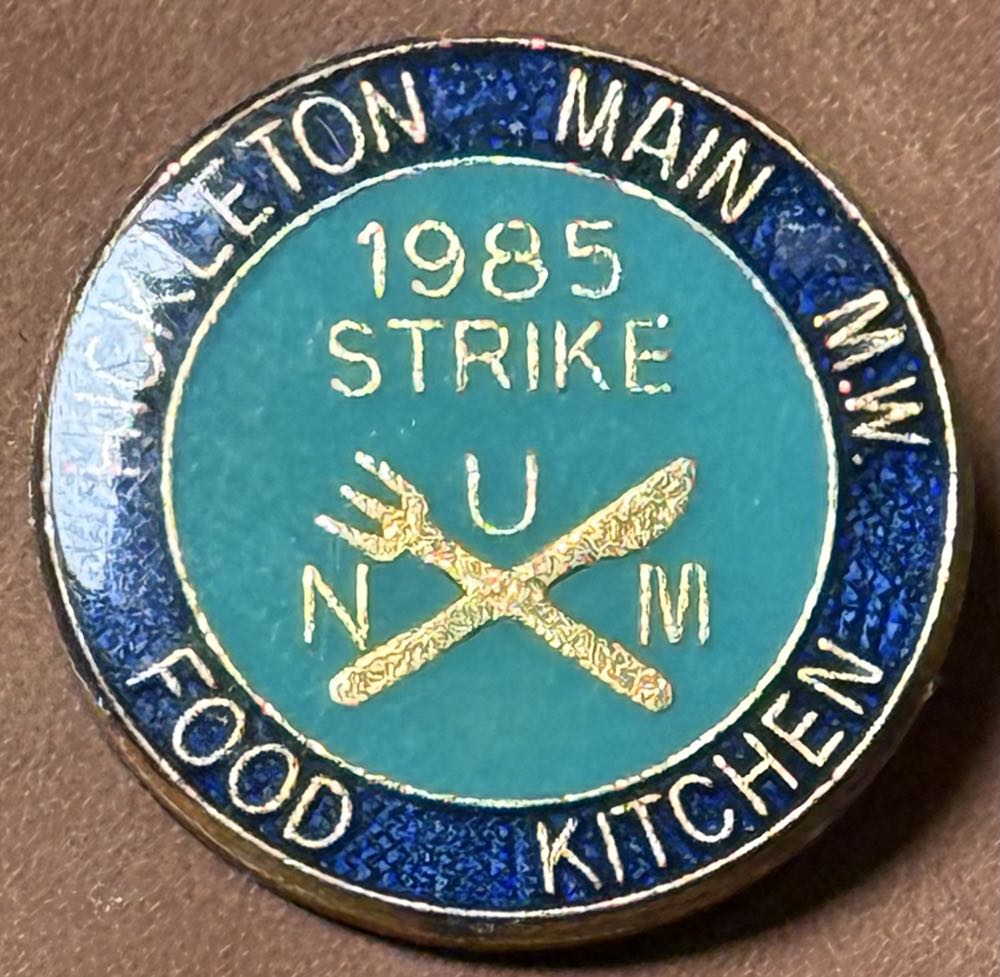 HICKLETON MAIN M.W.
FOOD KITCHEN
1985
STRIKE
N U M